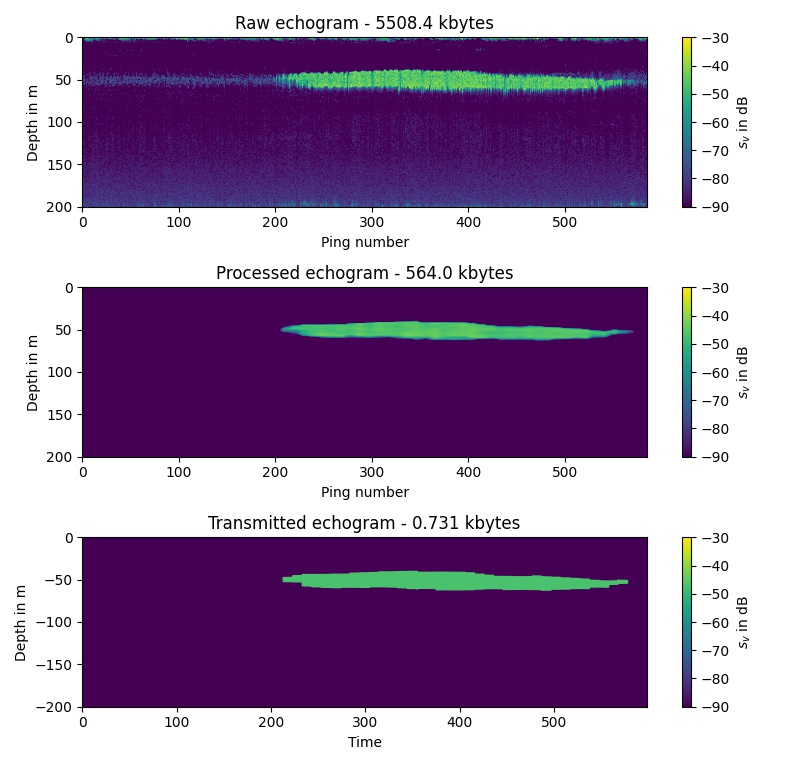 Raw echogram - 5508.4 kbytes
0
50
100
150
200
Depth in m
0 100 200 300 400 500
Ping number
−30
−40
−50
−60
−70
−80
−90
sᵥ in dB
Processed echogram - 564.0 kbytes
0
50
100
150
200
Depth in m
0 100 200 300 400 500
Ping number
−30
−40
−50
−60
−70
−80
−90
sᵥ in dB
Transmitted echogram - 0.731 kbytes
0
−50
−100
−150
−200
Depth in m
0 100 200 300 400 500
Time
−30
−40
−50
−60
−70
−80
−90
sᵥ in dB